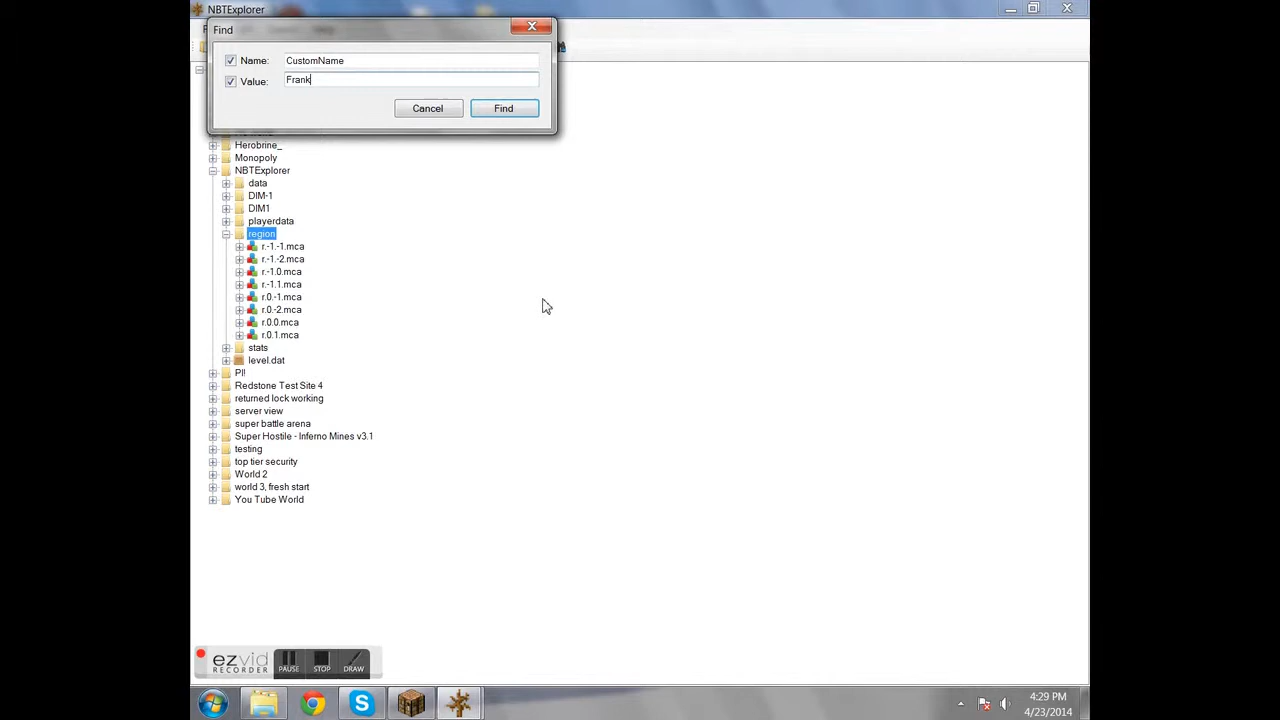 NBTExplorer
Find
Name: CustomName
Value: Frank
Cancel Find
Herobrine_
Monopoly
NBTExplorer
data
DIM-1
DIM1
playerdata
region
r.-1.-1.mca
r.-1.-2.mca
r.-1.0.mca
r.-1.1.mca
r.0.-1.mca
r.0.-2.mca
r.0.0.mca
r.0.1.mca
stats
level.dat
PI!
Redstone Test Site 4
returned lock working
server view
super battle arena
Super Hostile - Inferno Mines v3.1
testing
top tier security
World 2
world 3, fresh start
You Tube World
ezvid
RECORDER
PAUSE STOP DRAW
4:29 PM
4/23/2014